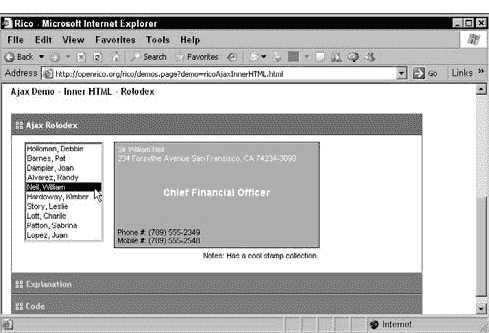 Rico - Microsoft Internet Explorer
File Edit View Favorites Tools Help
Back Search Favorites
Address http://openrico.org/rico/demos.page?demo=ricoAjaxInnerHTML.html Go Links »
Ajax Demo - Inner HTML - Rolodex
Ajax Rolodex
Holloman, Debbie
Barnes, Pat
Dampier, Joan
Alvarez, Randy
Neil, William
Hardoway, Kimber
Story, Leslie
Lott, Charlie
Patton, Sabrina
Lopez, Juan
Sir William Neil
234 Forsythe Avenue San Franzisco, CA 74234-3090
Chief Financial Officer
Phone #: (789) 555-2349
Mobile #: (789) 555-2548
Notes: Has a cool stamp collection.
Explanation
Code
Internet